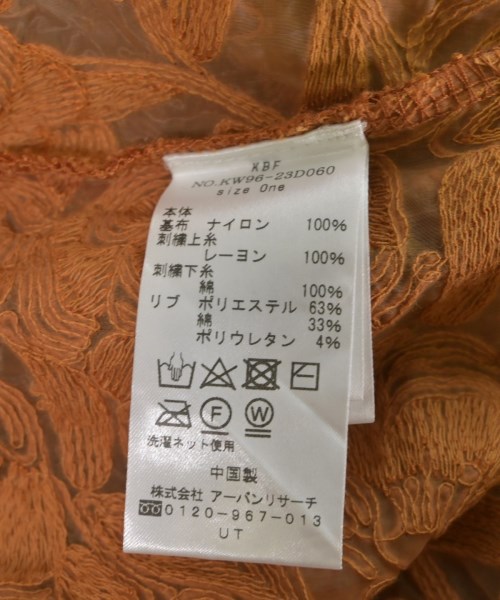 KBF
NO.KW96-23D060
size One
本体
基布 ナイロン 100%
刺繍上糸
レーヨン 100%
刺繍下糸
綿 100%
リブ ポリエステル 63%
綿 33%
ポリウレタン 4%
F W
洗濯ネット使用
中国製
株式会社 アーバンリサーチ
0120-967-013
UT